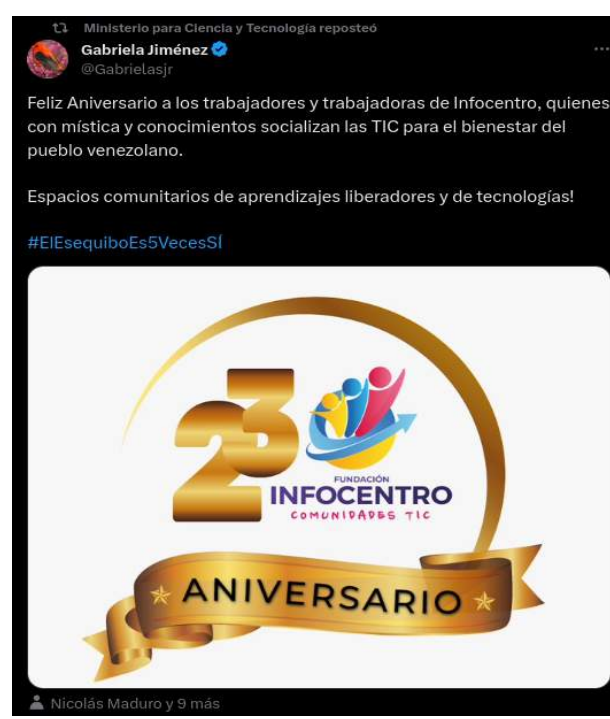 Ministerio para Ciencia y Tecnología reposteó
Gabriela Jiménez
@Gabrielasjr
Feliz Aniversario a los trabajadores y trabajadoras de Infocentro, quienes
con mística y conocimientos socializan las TIC para el bienestar del
pueblo venezolano.
Espacios comunitarios de aprendizajes liberadores y de tecnologías!
#ElEsequiboEs5VecesSÍ
23
FUNDACIÓN
INFOCENTRO
COMUNIDADES TIC
ANIVERSARIO
Nicolás Maduro y 9 más